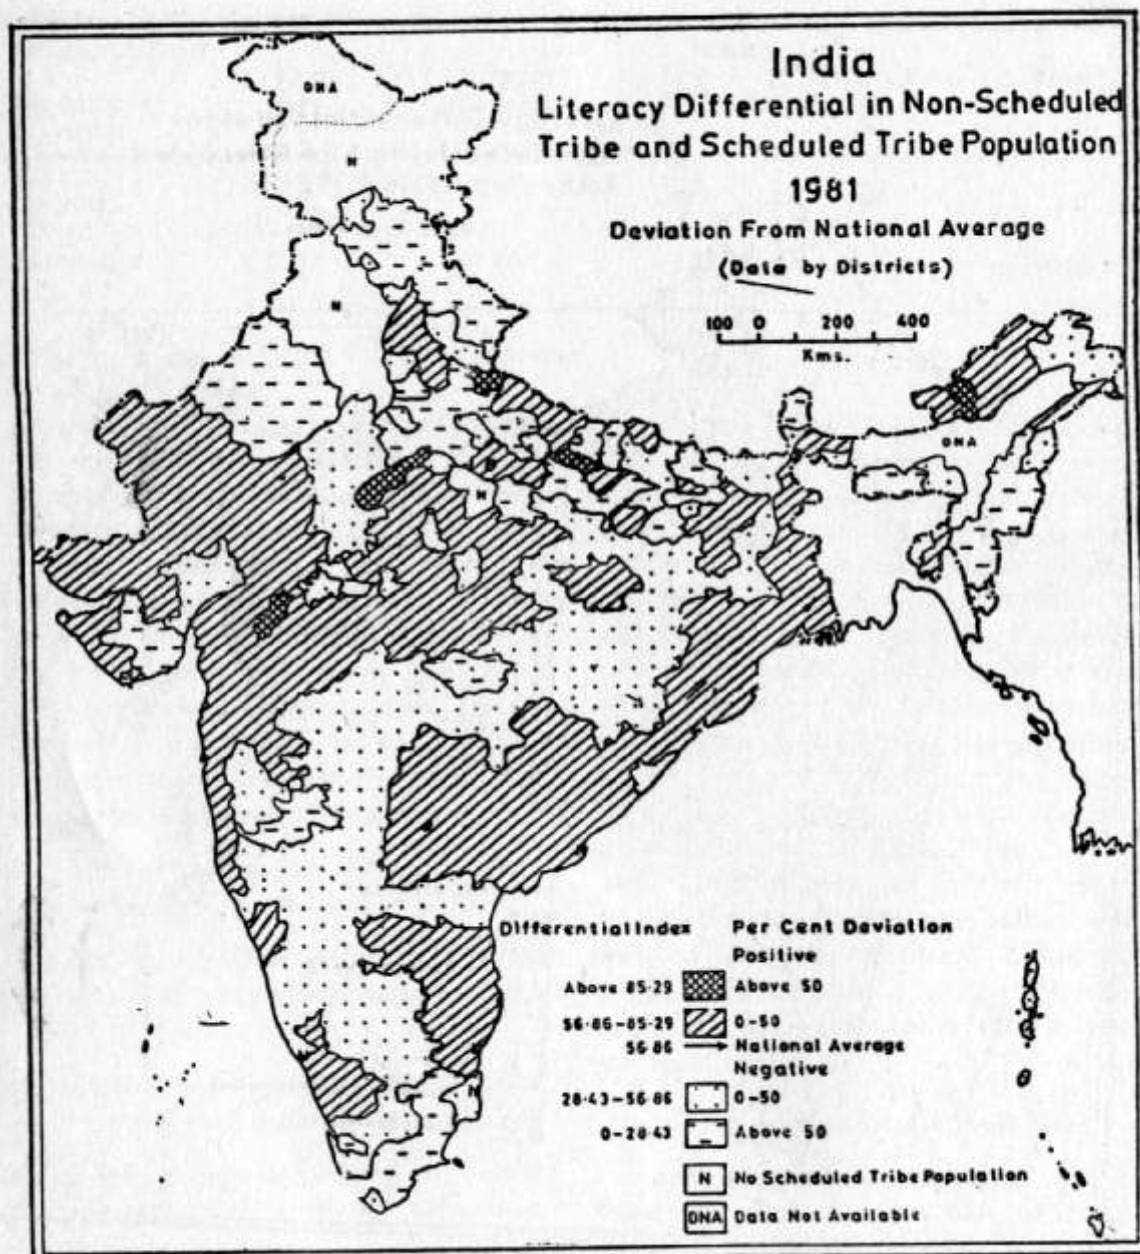 India
Literacy Differential in Non-Scheduled
Tribe and Scheduled Tribe Population
1981
Deviation From National Average
(Data by Districts)
100 0 200 400
Kms.
DNA
N
N
N
DNA
N
Differential Index Per Cent Deviation
Positive
Above 85·29 Above 50
56·86-85·29 0-50
56·86 National Average
Negative
28·43-56·86 0-50
0-28·43 Above 50
N No Scheduled Tribe Population
DNA Data Not Available